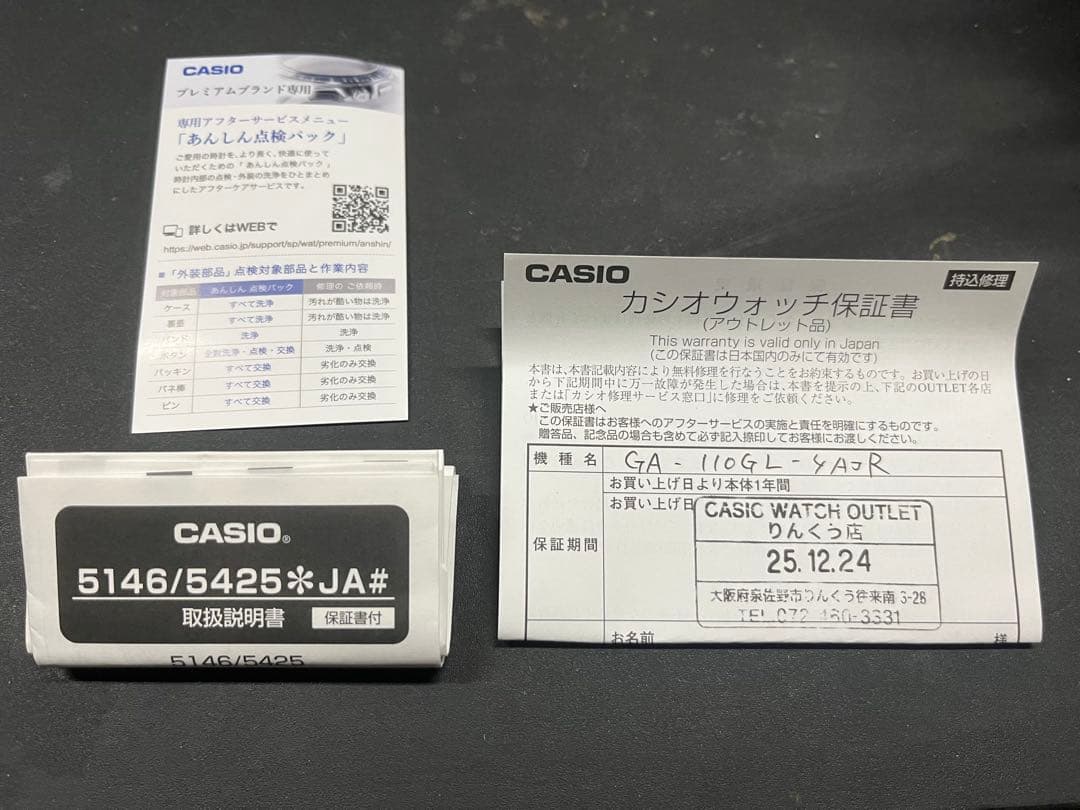 CASIO
プレミアムブランド専用
専用アフターサービスメニュー
「あんしん点検パック」
ご愛用の時計を、より長く、快適に使って
いただくための「あんしん点検パック」
時計内部の点検・外装の洗浄をひとまとめ
にしたアフターケアサービスです。
詳しくはWEBで
https://web.casio.jp/support/sp/wat/premium/anshin/
■「外装部品」点検対象部品と作業内容
対象部品 あんしん点検パック 修理のご依頼時
ケース すべて洗浄 汚れが酷い物は洗浄
裏蓋 すべて洗浄 汚れが酷い物は洗浄
バンド 洗浄 洗浄
ボタン 全数洗浄・点検・交換 洗浄・点検
パッキン すべて交換 劣化のみ交換
バネ棒 すべて交換 劣化のみ交換
ピン すべて交換 劣化のみ交換
CASIO®
5146/5425＊JA#
取扱説明書 保証書付
5146/5425
CASIO
持込修理
カシオウォッチ保証書
(アウトレット品)
This warranty is valid only in Japan
(この保証書は日本国内のみにて有効です)
本書は、本書記載内容により無料修理を行なうことをお約束するものです。お買い上げの日
から下記期間中に万一故障が発生した場合は、本書を提示の上、下記のOUTLET各店
または「カシオ修理サービス窓口」に修理をご依頼ください。
★ご販売店様へ
この保証書はお客様へのアフターサービスの実施と責任を明確にするものです。
贈答品、記念品の場合も含めて必ず記入捺印してお客様にお渡しください。
機種名 GA-110GL-4AJR
お買い上げ日より本体1年間
保証期間
お買い上げ日
CASIO WATCH OUTLET
りんくう店
25.12.24
大阪府泉佐野市りんくう往来南 3-28
TEL.072-460-3331
お名前 様